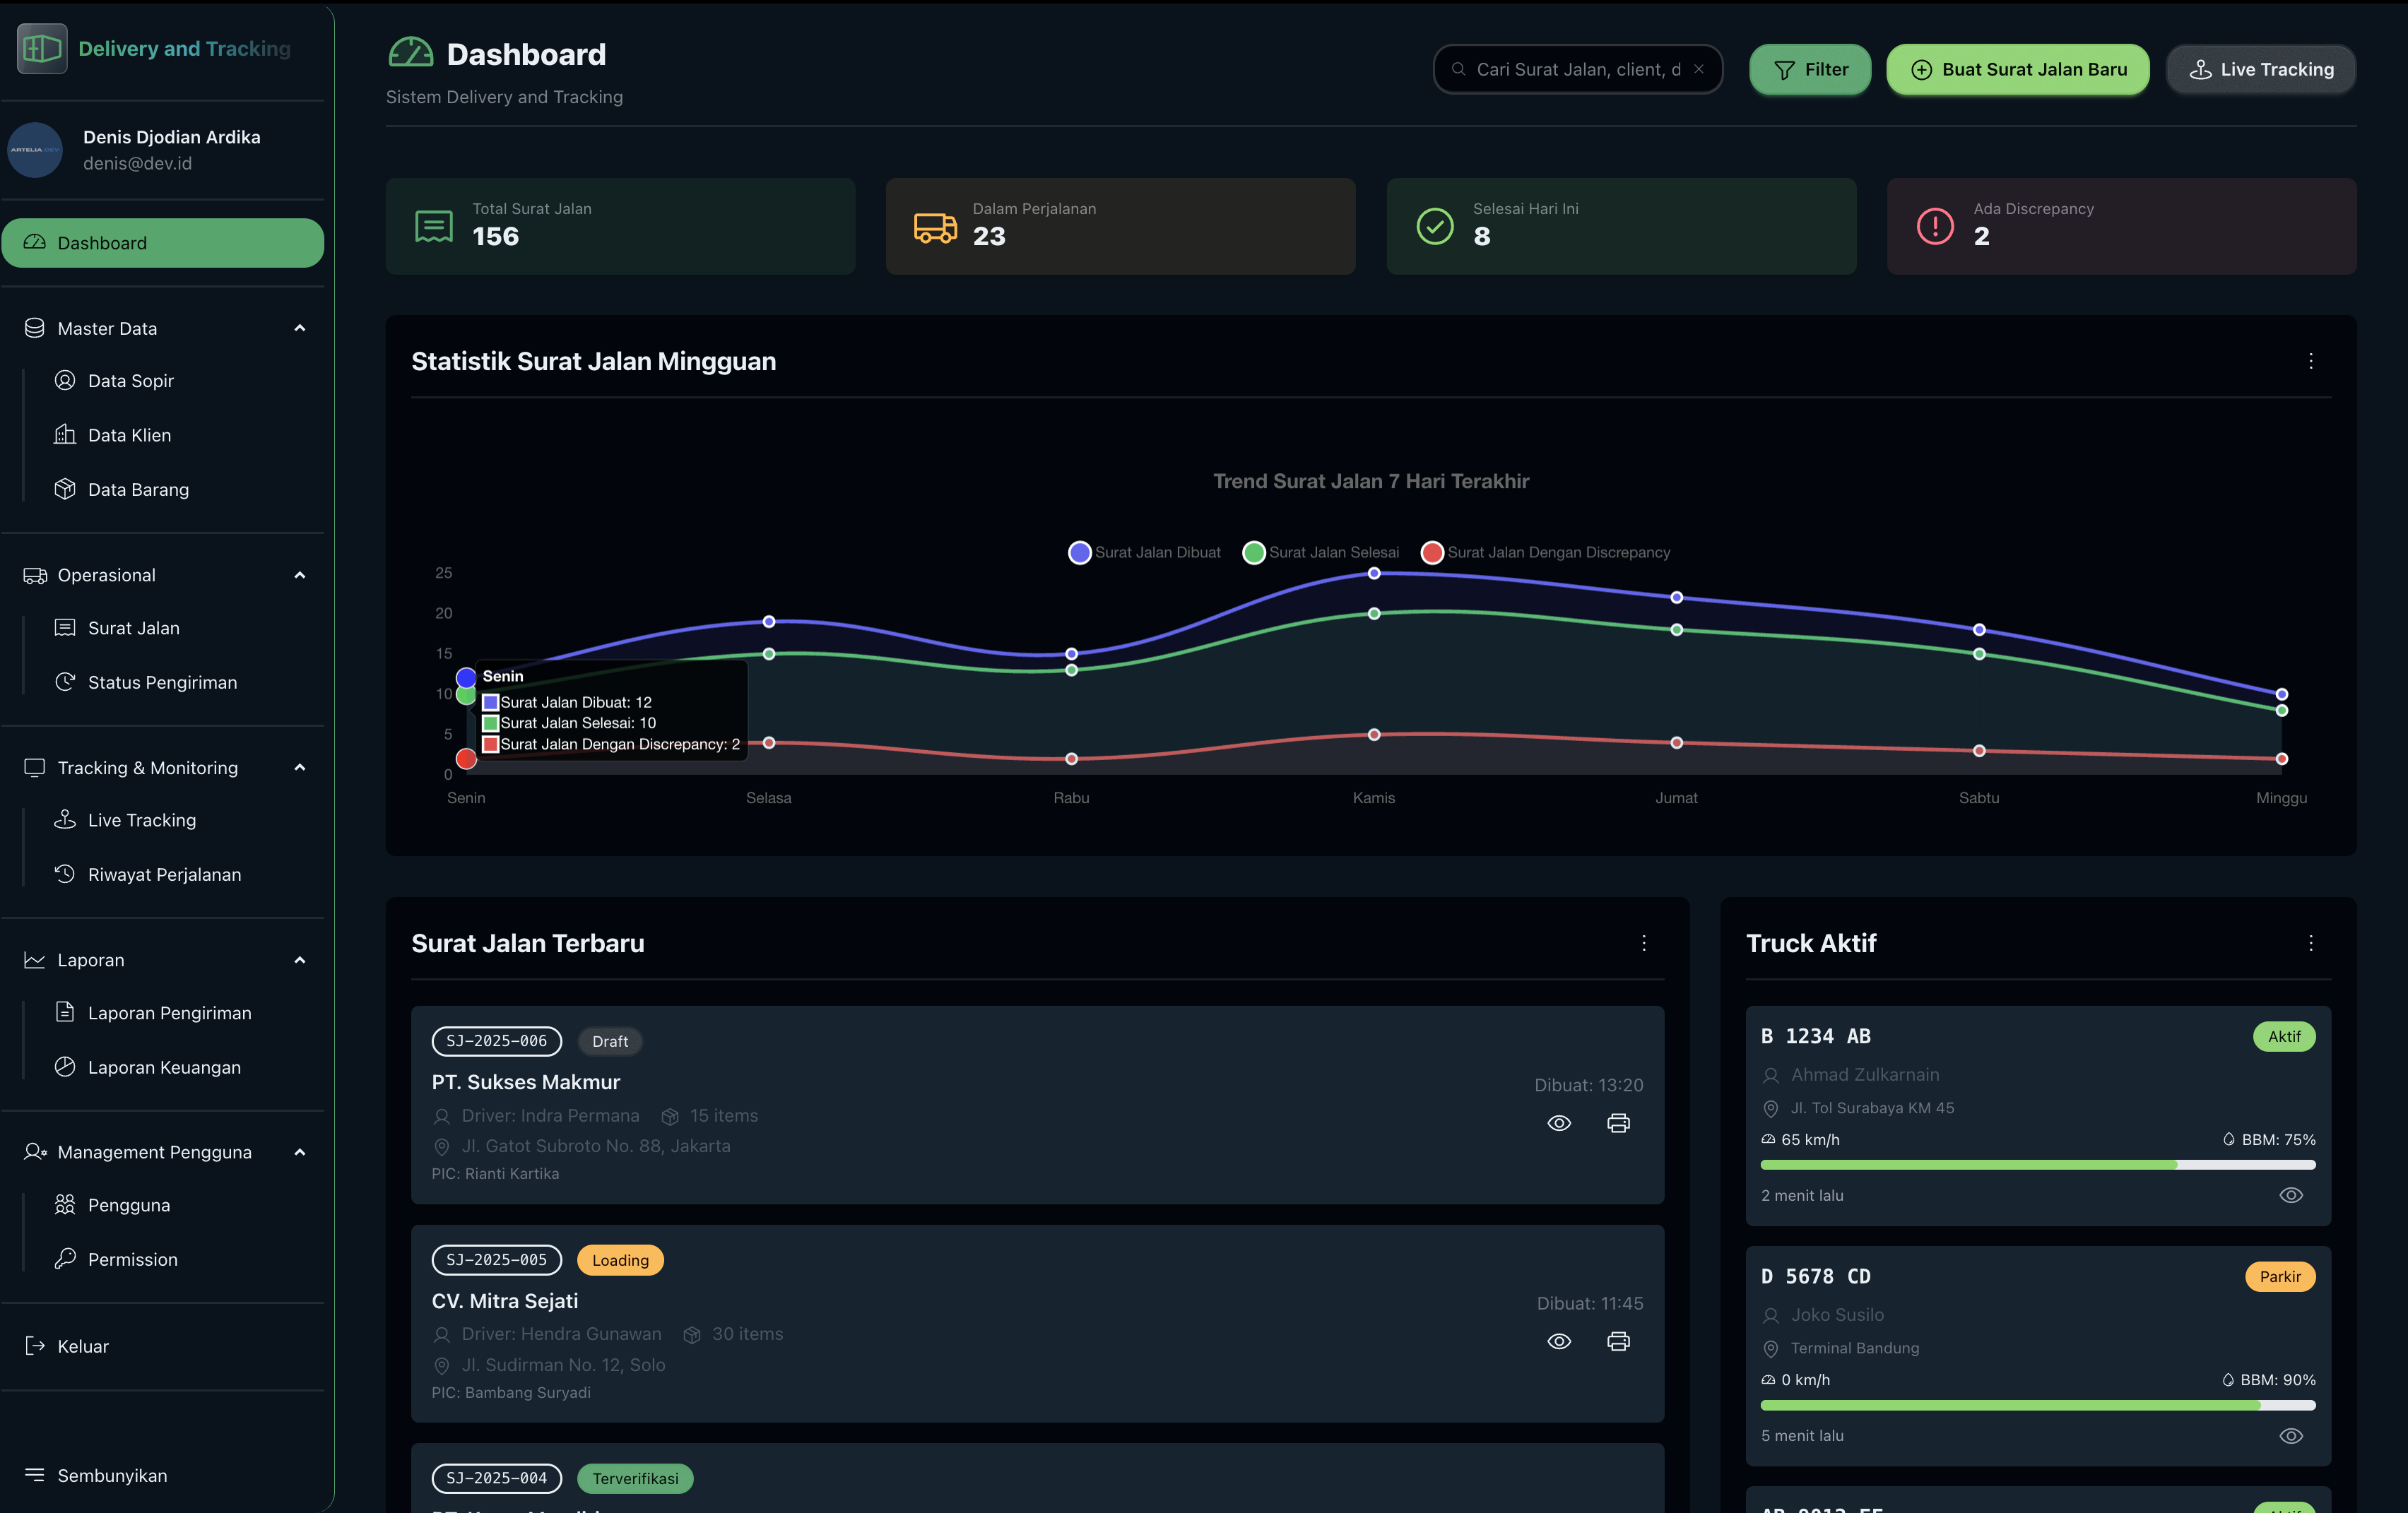 Delivery and Tracking
Denis Djodian Ardika
denis@dev.id
ARTELIA DEV
Dashboard
Master Data
Data Sopir
Data Klien
Data Barang
Operasional
Surat Jalan
Status Pengiriman
Tracking & Monitoring
Live Tracking
Riwayat Perjalanan
Laporan
Laporan Pengiriman
Laporan Keuangan
Management Pengguna
Pengguna
Permission
Keluar
Sembunyikan
Dashboard
Sistem Delivery and Tracking
Cari Surat Jalan, client, d
Filter
Buat Surat Jalan Baru
Live Tracking
Total Surat Jalan
156
Dalam Perjalanan
23
Selesai Hari Ini
8
Ada Discrepancy
2
Statistik Surat Jalan Mingguan
Trend Surat Jalan 7 Hari Terakhir
Surat Jalan Dibuat Surat Jalan Selesai Surat Jalan Dengan Discrepancy
25
20
15
10
5
0
Senin
Surat Jalan Dibuat: 12
Surat Jalan Selesai: 10
Surat Jalan Dengan Discrepancy: 2
Senin Selasa Rabu Kamis Jumat Sabtu Minggu
Surat Jalan Terbaru
SJ-2025-006 Draft
PT. Sukses Makmur
Dibuat: 13:20
Driver: Indra Permana 15 items
Jl. Gatot Subroto No. 88, Jakarta
PIC: Rianti Kartika
SJ-2025-005 Loading
CV. Mitra Sejati
Dibuat: 11:45
Driver: Hendra Gunawan 30 items
Jl. Sudirman No. 12, Solo
PIC: Bambang Suryadi
SJ-2025-004 Terverifikasi
Truck Aktif
B 1234 AB Aktif
Ahmad Zulkarnain
Jl. Tol Surabaya KM 45
65 km/h BBM: 75%
2 menit lalu
D 5678 CD Parkir
Joko Susilo
Terminal Bandung
0 km/h BBM: 90%
5 menit lalu